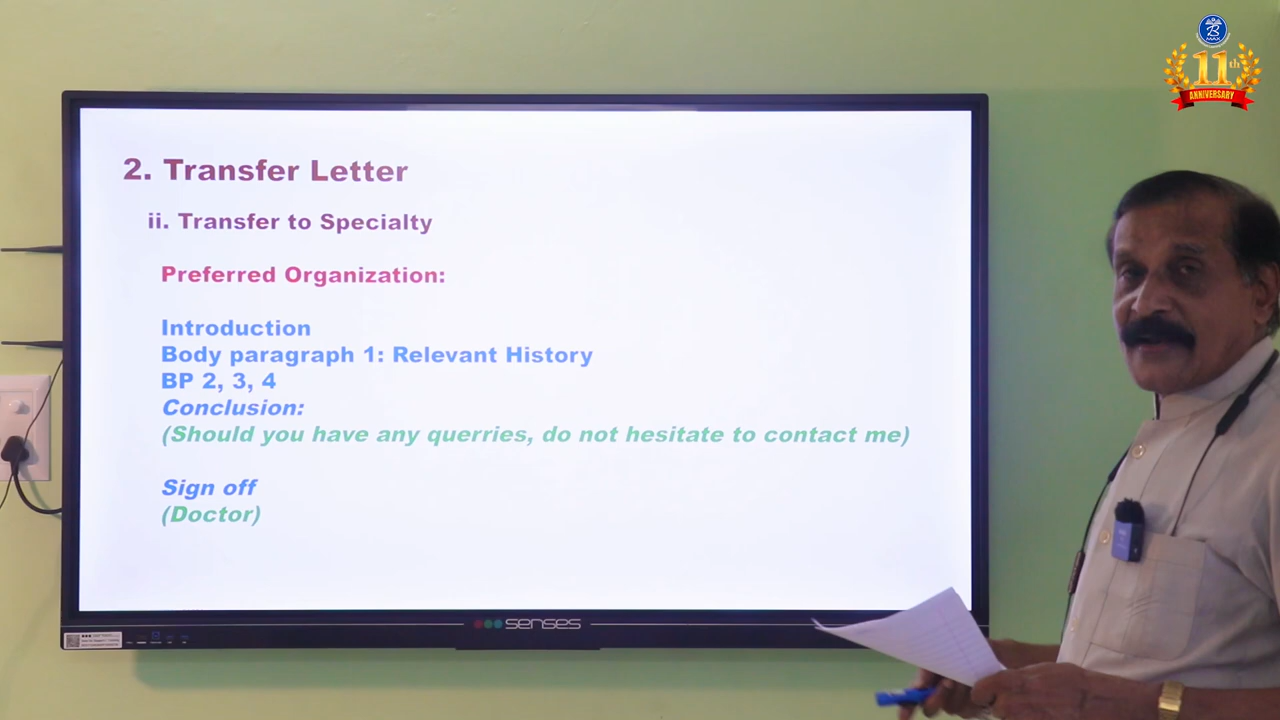 B
MAX
11th
ANNIVERSARY
2. Transfer Letter
ii. Transfer to Specialty
Preferred Organization:
Introduction
Body paragraph 1: Relevant History
BP 2, 3, 4
Conclusion:
(Should you have any querries, do not hesitate to contact me)
Sign off
(Doctor)
senses